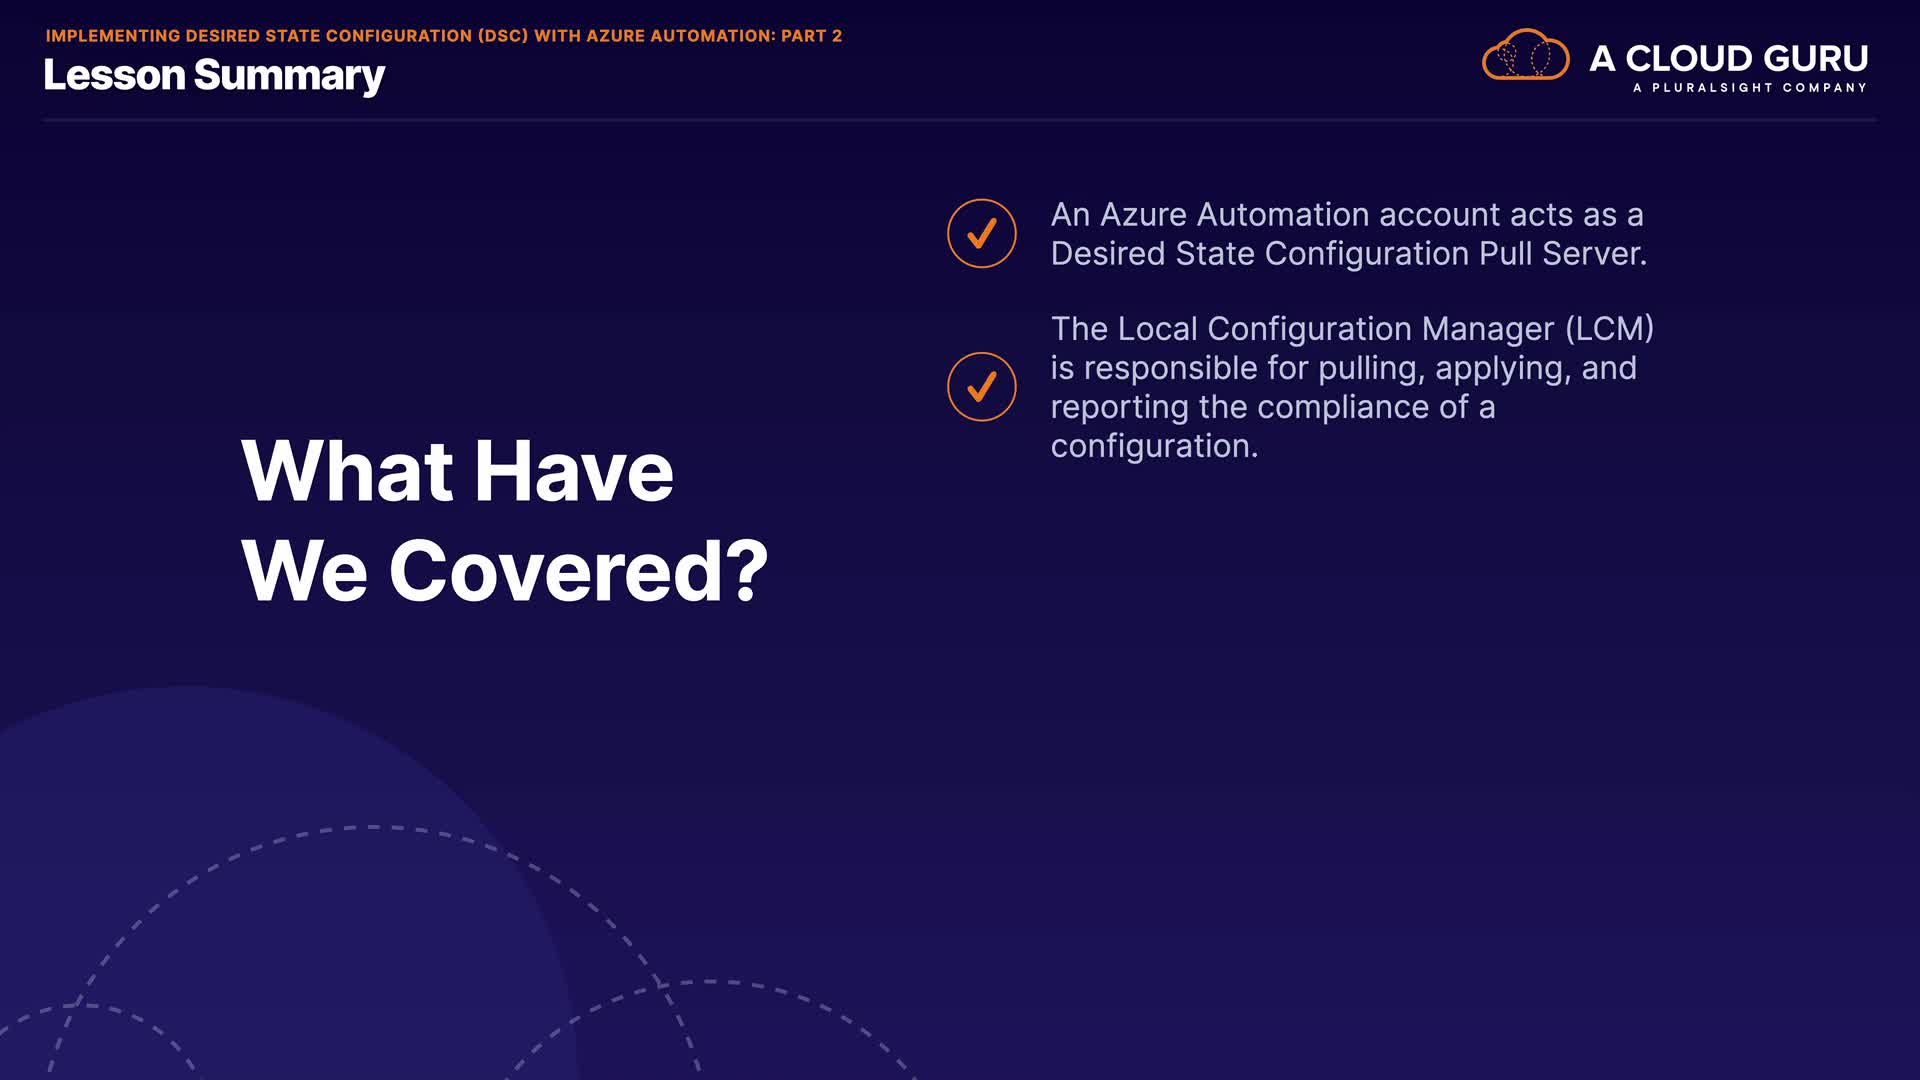 IMPLEMENTING DESIRED STATE CONFIGURATION (DSC) WITH AZURE AUTOMATION: PART 2
Lesson Summary
A CLOUD GURU
A PLURALSIGHT COMPANY
What Have
We Covered?
An Azure Automation account acts as a
Desired State Configuration Pull Server.
The Local Configuration Manager (LCM)
is responsible for pulling, applying, and
reporting the compliance of a
configuration.